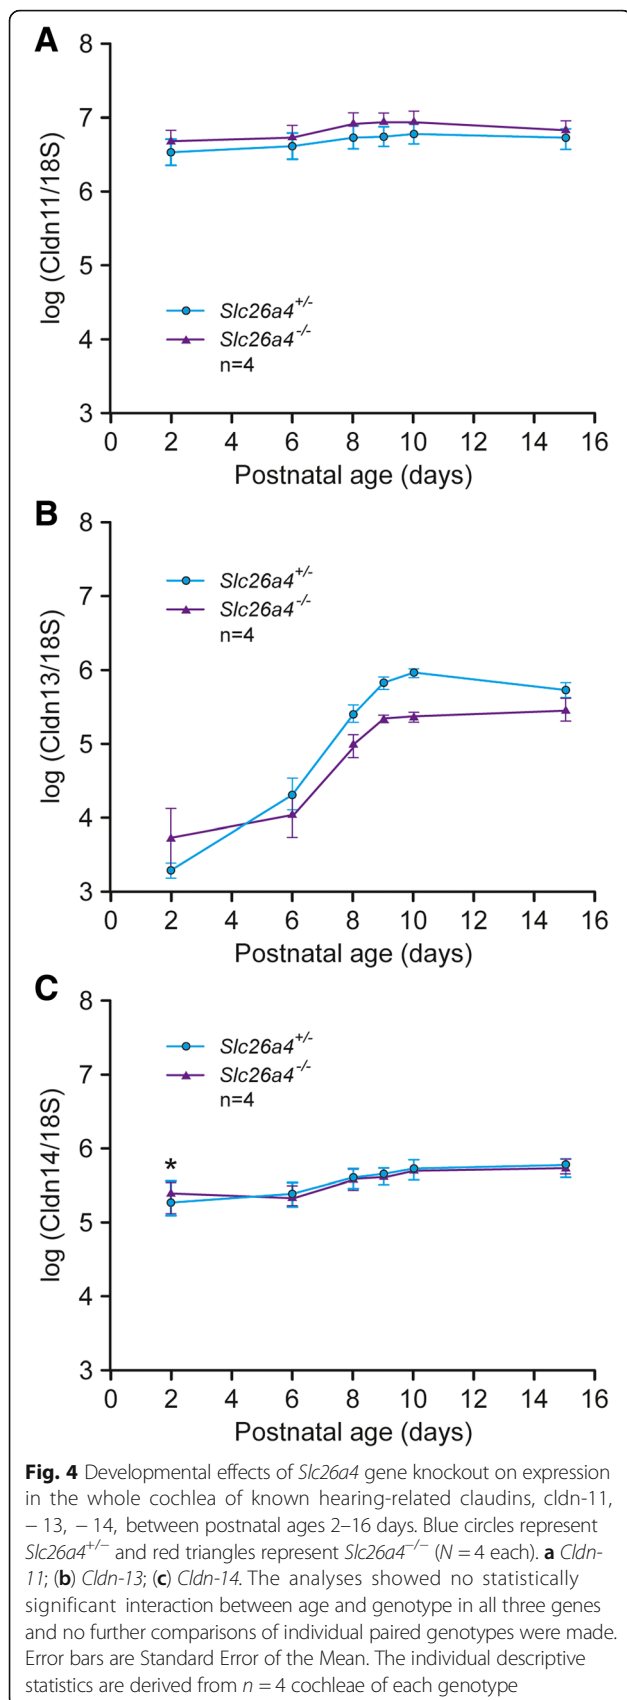 A
8
7
6
5
4
3
log (Cldn11/18S)
Slc26a4+/-
Slc26a4-/-
n=4
0 2 4 6 8 10 12 14 16
Postnatal age (days)
B
8
7
6
5
4
3
log (Cldn13/18S)
Slc26a4+/-
Slc26a4-/-
n=4
0 2 4 6 8 10 12 14 16
Postnatal age (days)
C
8
7
6
5
4
3
log (Cldn14/18S)
Slc26a4+/-
Slc26a4-/-
n=4
*
0 2 4 6 8 10 12 14 16
Postnatal age (days)
Fig. 4 Developmental effects of Slc26a4 gene knockout on expression
in the whole cochlea of known hearing-related claudins, cldn-11,
− 13, − 14, between postnatal ages 2–16 days. Blue circles represent
Slc26a4+/− and red triangles represent Slc26a4−/− (N = 4 each). a Cldn-
11; (b) Cldn-13; (c) Cldn-14. The analyses showed no statistically
significant interaction between age and genotype in all three genes
and no further comparisons of individual paired genotypes were made.
Error bars are Standard Error of the Mean. The individual descriptive
statistics are derived from n = 4 cochleae of each genotype